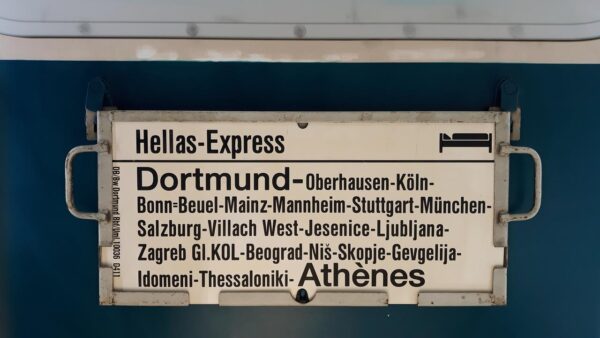 Hellas-Express
Dortmund-Oberhausen-Köln-
Bonn=Beuel-Mainz-Mannheim-Stuttgart-München-
Salzburg-Villach West-Jesenice-Ljubljana-
Zagreb Gl.KOL-Beograd-Niš-Skopje-Gevgelija-
Idomeni-Thessaloniki-Athènes